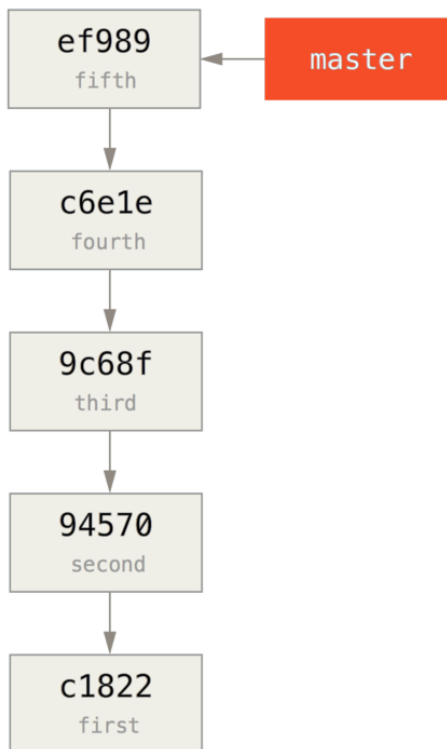 ef989
fifth
master
c6e1e
fourth
9c68f
third
94570
second
c1822
first